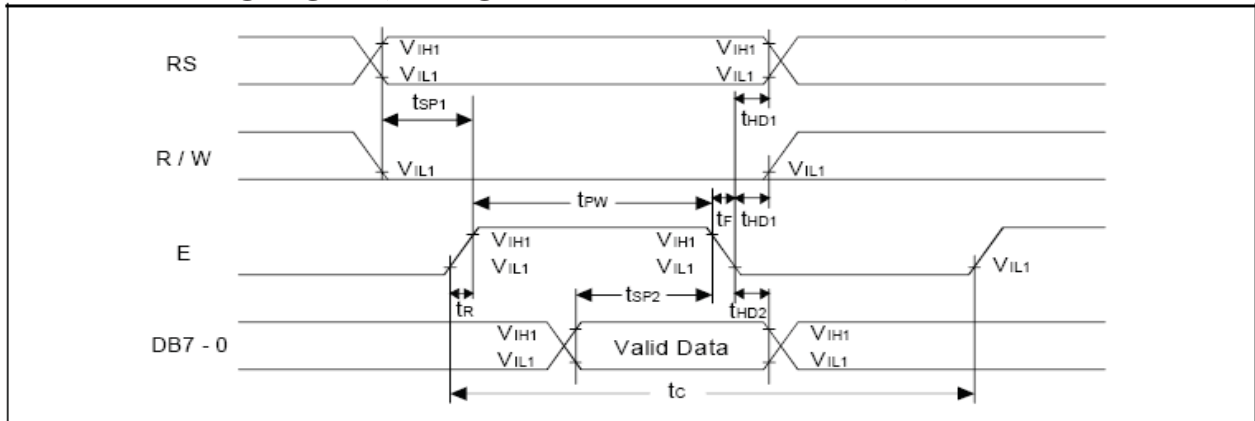 RS VIH1 VIH1
VIL1 VIL1
tSP1 tHD1
R / W VIL1 VIL1
tPW tF tHD1
E VIH1 VIH1
VIL1 VIL1 VIL1
tR tSP2 tHD2
DB7 - 0 VIH1 Valid Data VIH1
VIL1 VIL1
tC